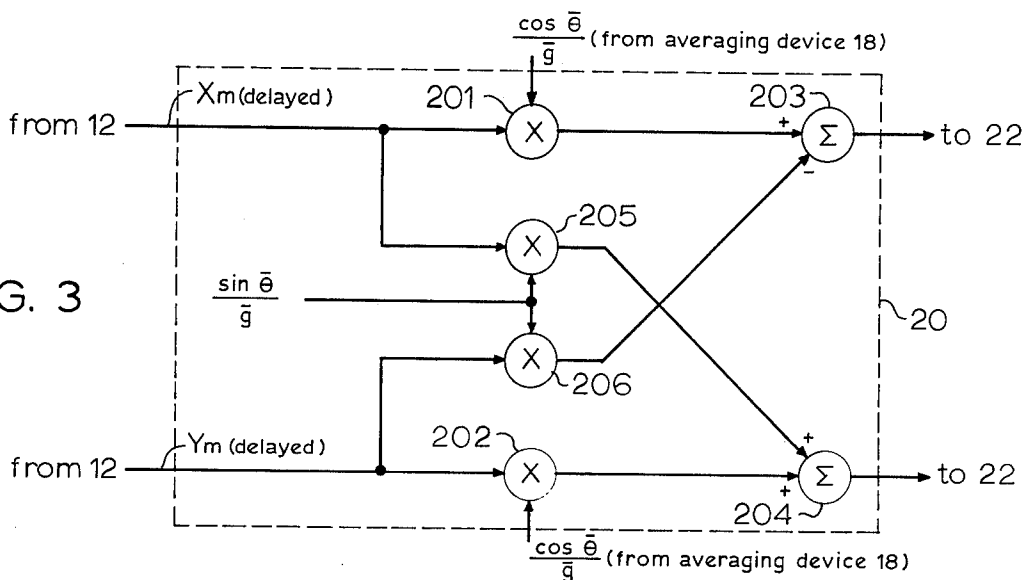 cos θ̄ / ḡ (from averaging device 18)
Xm (delayed)
201
203
from 12
X
+
Σ
to 22
-
205
X
G. 3
sin θ̄ / ḡ
20
X
206
Ym (delayed)
202
+
from 12
X
+
Σ
to 22
204
cos θ̄ / ḡ (from averaging device 18)